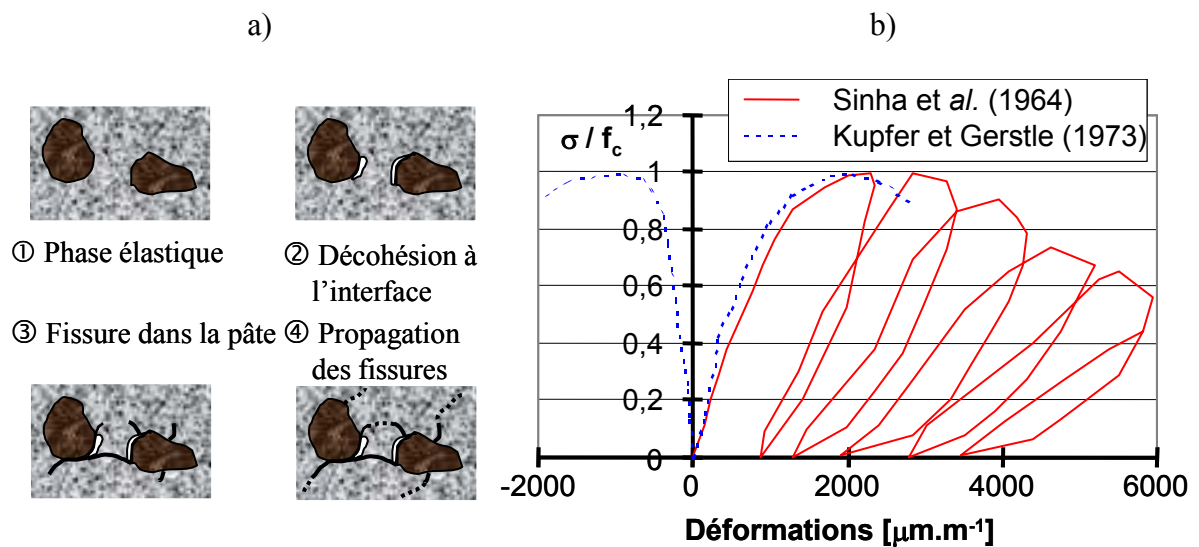 a)
① Phase élastique
② Décohésion à
l'interface
③ Fissure dans la pâte
④ Propagation
des fissures
b)
Sinha et al. (1964)
Kupfer et Gerstle (1973)
σ / fc
1,2
1
0,8
0,6
0,4
0,2
0
-2000
0
2000
4000
6000
Déformations [μm.m-1]